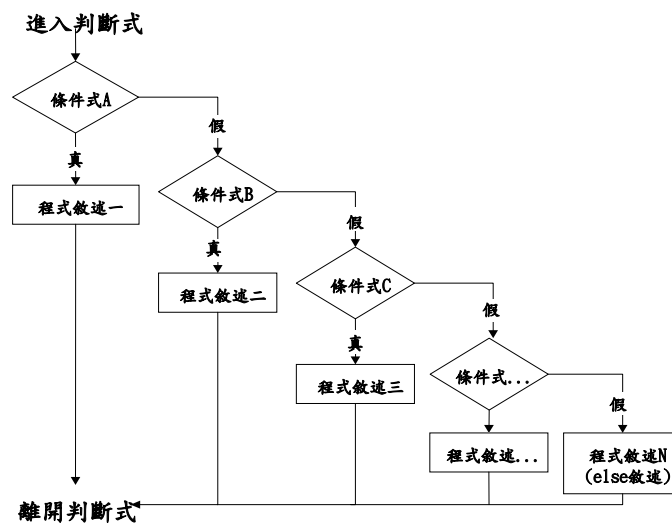 進入判斷式
條件式A
假
真
程式敘述一
條件式B
假
真
程式敘述二
條件式C
假
真
程式敘述三
條件式...
假
程式敘述...
程式敘述N
(else敘述)
離開判斷式